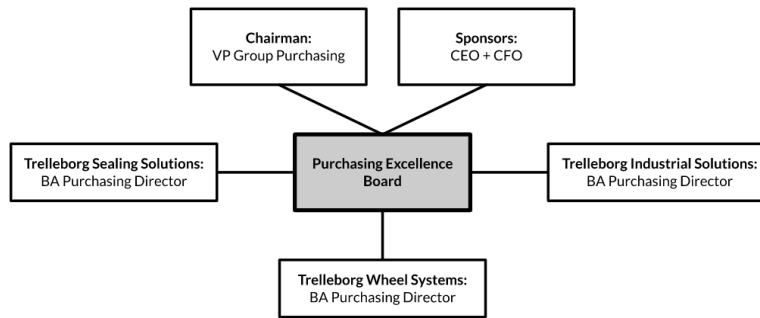 Chairman:
VP Group Purchasing
Sponsors:
CEO + CFO
Trelleborg Sealing Solutions:
BA Purchasing Director
Purchasing Excellence
Board
Trelleborg Industrial Solutions:
BA Purchasing Director
Trelleborg Wheel Systems:
BA Purchasing Director